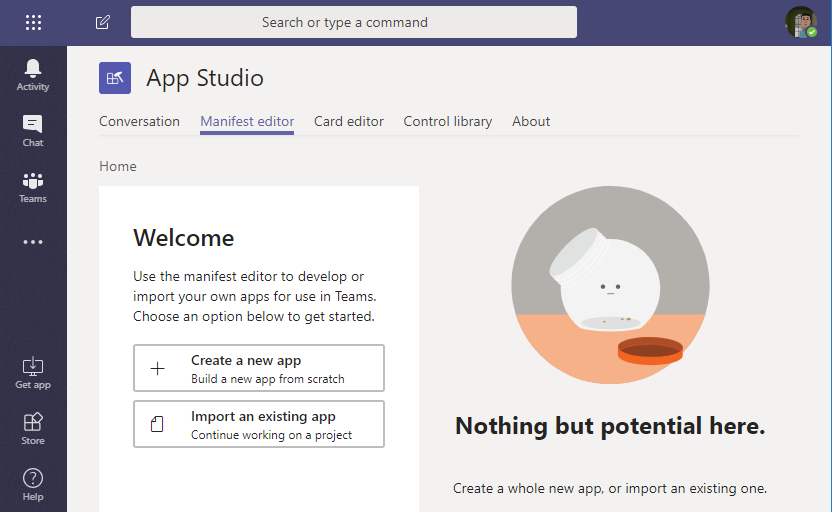 Search or type a command
Activity
Chat
Teams
Get app
Store
Help
App Studio
Conversation Manifest editor Card editor Control library About
Home
Welcome
Use the manifest editor to develop or
import your own apps for use in Teams.
Choose an option below to get started.
Create a new app
Build a new app from scratch
Import an existing app
Continue working on a project
Nothing but potential here.
Create a whole new app, or import an existing one.